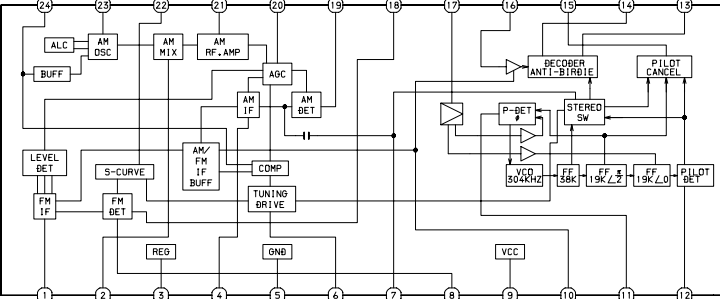 24 23 22 21 20 19 18 17 16 15 14 13
ALC
AM
OSC
AM
MIX
AM
RF.AMP
BUFF
AGC
DECODER
ANTI-BIRDIE
PILOT
CANCEL
AM
IF
AM
DET
P-DET
ø
STEREO
SW
LEVEL
DET
S-CURVE
AM/
FM
IF
BUFF
COMP
VCO
304KHZ
FF
38K
FF π
19K∠2
FF
19K∠0
PILOT
DET
FM
IF
FM
DET
TUNING
DRIVE
REG
GND
VCC
1 2 3 4 5 6 7 8 9 10 11 12